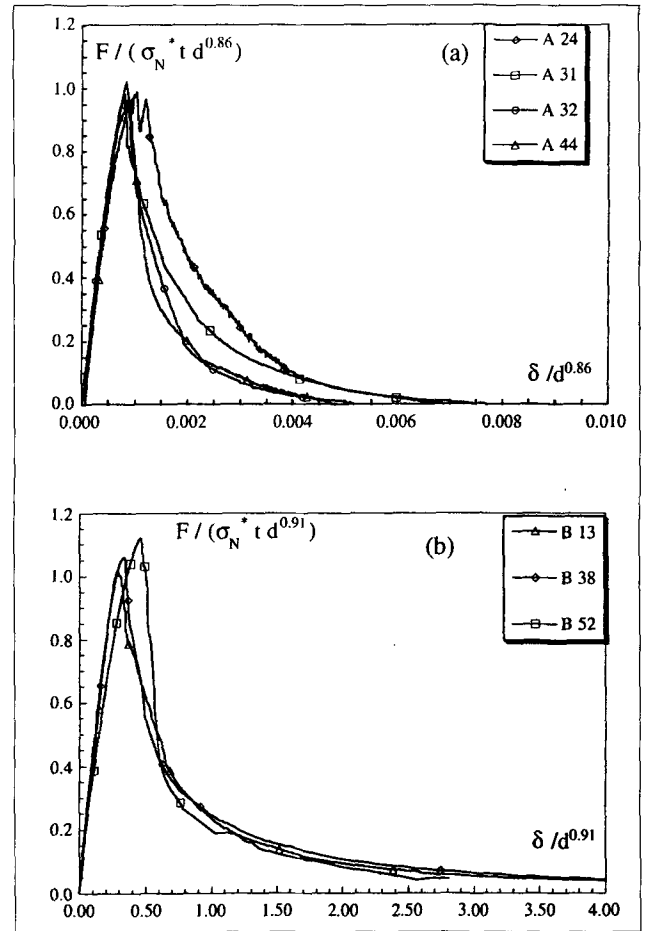 1.2
F / ( σ_N^* t d^0.86)
(a)
A 24
A 31
A 32
A 44
1.0
0.8
0.6
0.4
0.2
δ /d^0.86
0.0
0.000 0.002 0.004 0.006 0.008 0.010
1.2
F / (σ_N^* t d^0.91)
(b)
B 13
B 38
B 52
1.0
0.8
0.6
0.4
0.2
δ /d^0.91
0.0
0.00 0.50 1.00 1.50 2.00 2.50 3.00 3.50 4.00